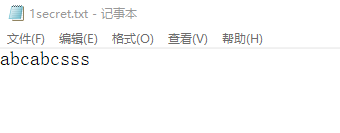 1secret.txt - 记事本
文件(F) 编辑(E) 格式(O) 查看(V) 帮助(H)
abcabcsss